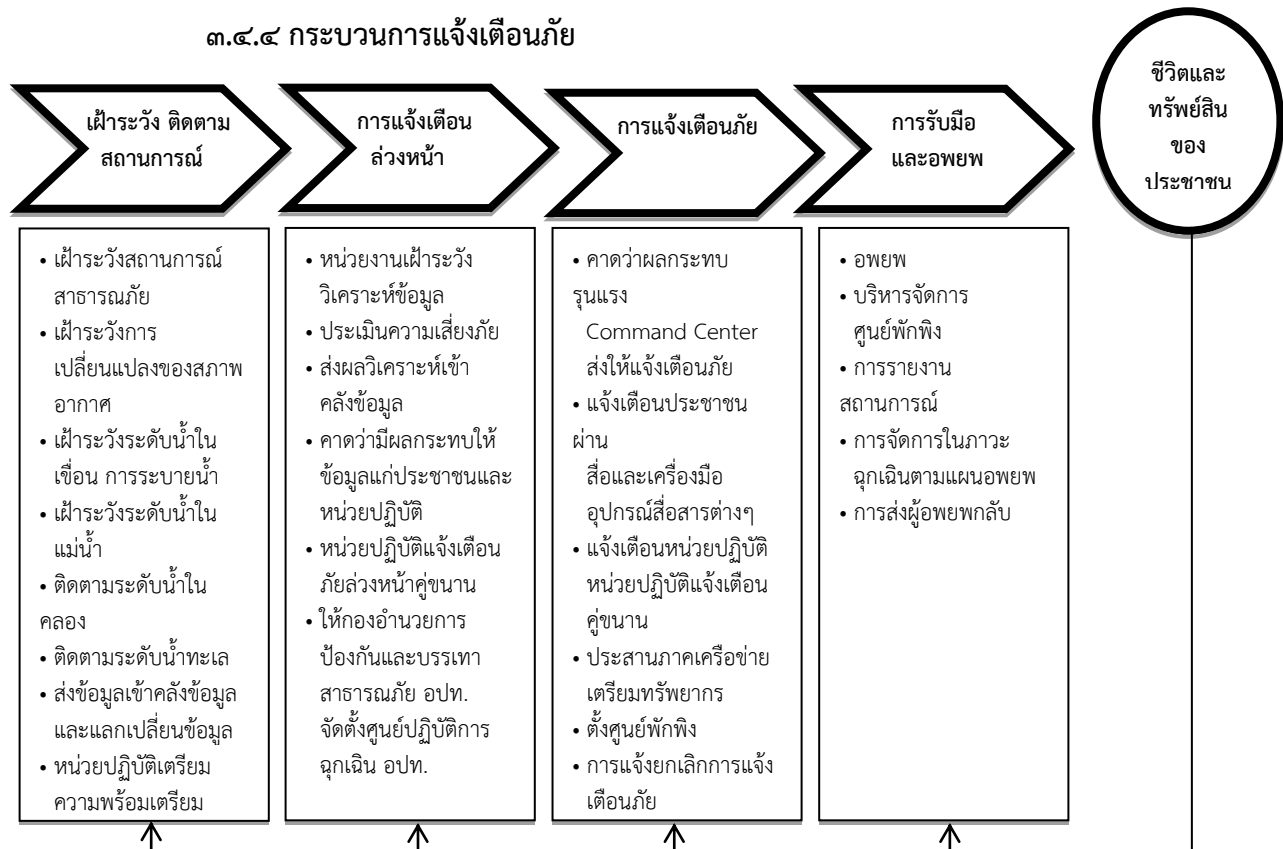 ๓.๔.๔ กระบวนการแจ้งเตือนภัย
เฝ้าระวัง ติดตาม
สถานการณ์
การแจ้งเตือน
ล่วงหน้า
การแจ้งเตือนภัย
การรับมือ
และอพยพ
ชีวิตและ
ทรัพย์สิน
ของ
ประชาชน
• เฝ้าระวังสถานการณ์
สาธารณภัย
• เฝ้าระวังการ
เปลี่ยนแปลงของสภาพ
อากาศ
• เฝ้าระวังระดับน้ำใน
เขื่อน การระบายน้ำ
• เฝ้าระวังระดับน้ำใน
แม่น้ำ
• ติดตามระดับน้ำใน
คลอง
• ติดตามระดับน้ำทะเล
• ส่งข้อมูลเข้าคลังข้อมูล
และแลกเปลี่ยนข้อมูล
• หน่วยปฏิบัติเตรียม
ความพร้อมเตรียม
• หน่วยงานเฝ้าระวัง
วิเคราะห์ข้อมูล
• ประเมินความเสี่ยงภัย
• ส่งผลวิเคราะห์เข้า
คลังข้อมูล
• คาดว่ามีผลกระทบให้
ข้อมูลแก่ประชาชนและ
หน่วยปฏิบัติ
• หน่วยปฏิบัติแจ้งเตือน
ภัยล่วงหน้าคู่ขนาน
• ให้กองอำนวยการ
ป้องกันและบรรเทา
สาธารณภัย อปท.
จัดตั้งศูนย์ปฏิบัติการ
ฉุกเฉิน อปท.
• คาดว่าผลกระทบ
รุนแรง
Command Center
ส่งให้แจ้งเตือนภัย
• แจ้งเตือนประชาชน
ผ่าน
สื่อและเครื่องมือ
อุปกรณ์สื่อสารต่างๆ
• แจ้งเตือนหน่วยปฏิบัติ
หน่วยปฏิบัติแจ้งเตือน
คู่ขนาน
• ประสานภาคเครือข่าย
เตรียมทรัพยากร
• ตั้งศูนย์พักพิง
• การแจ้งยกเลิกการแจ้ง
เตือนภัย
• อพยพ
• บริหารจัดการ
ศูนย์พักพิง
• การรายงาน
สถานการณ์
• การจัดการในภาวะ
ฉุกเฉินตามแผนอพยพ
• การส่งผู้อพยพกลับ